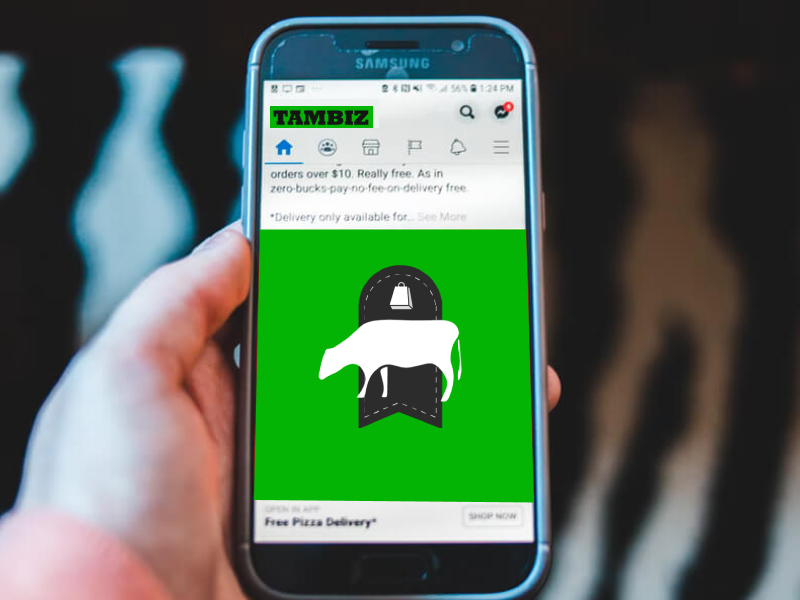 SAMSUNG
56% 1:24 PM
TAMBIZ
4
orders over $10. Really free. As in
zero-bucks-pay-no-fee-on-delivery free.
*Delivery only available for... See More
OPEN IN APP
Free Pizza Delivery*
SHOP NOW